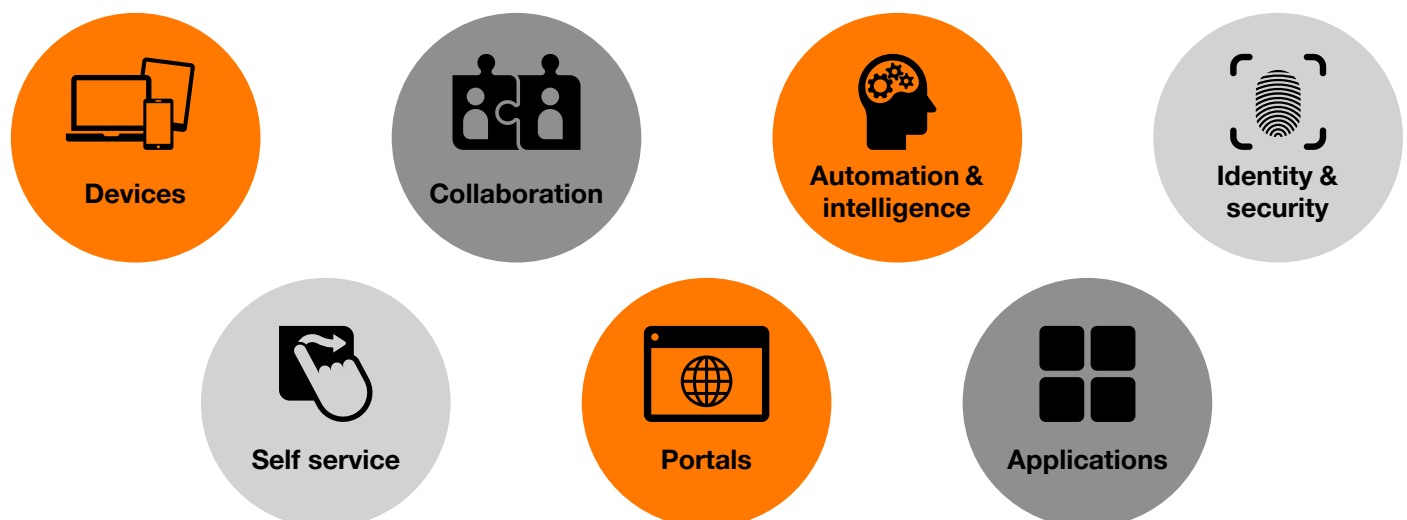 Devices
Collaboration
Automation &
intelligence
Identity &
security
Self service
Portals
Applications